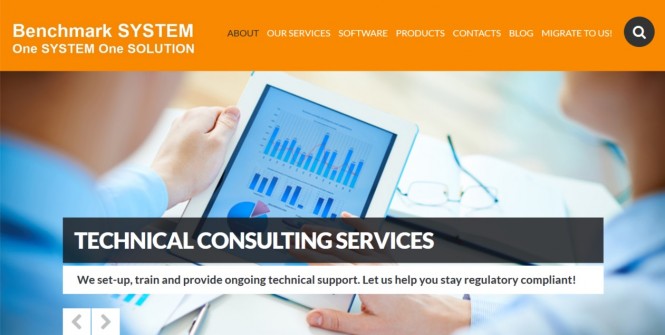 Benchmark SYSTEM
One SYSTEM One SOLUTION
ABOUT OUR SERVICES SOFTWARE PRODUCTS CONTACTS BLOG MIGRATE TO US!
TECHNICAL CONSULTING SERVICES
We set-up, train and provide ongoing technical support. Let us help you stay regulatory compliant!